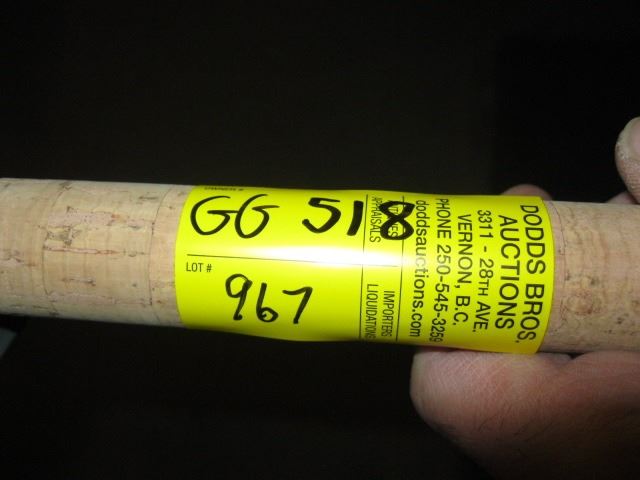 OWNER #
GG 518
LOT #
967
APPRAISALS
IMPORTERS
LIQUIDATIONS
DODDS BROS.
AUCTIONS
3311 - 28TH AVE,
VERNON, B.C.
PHONE 250-545-3259
doddsauctions.com